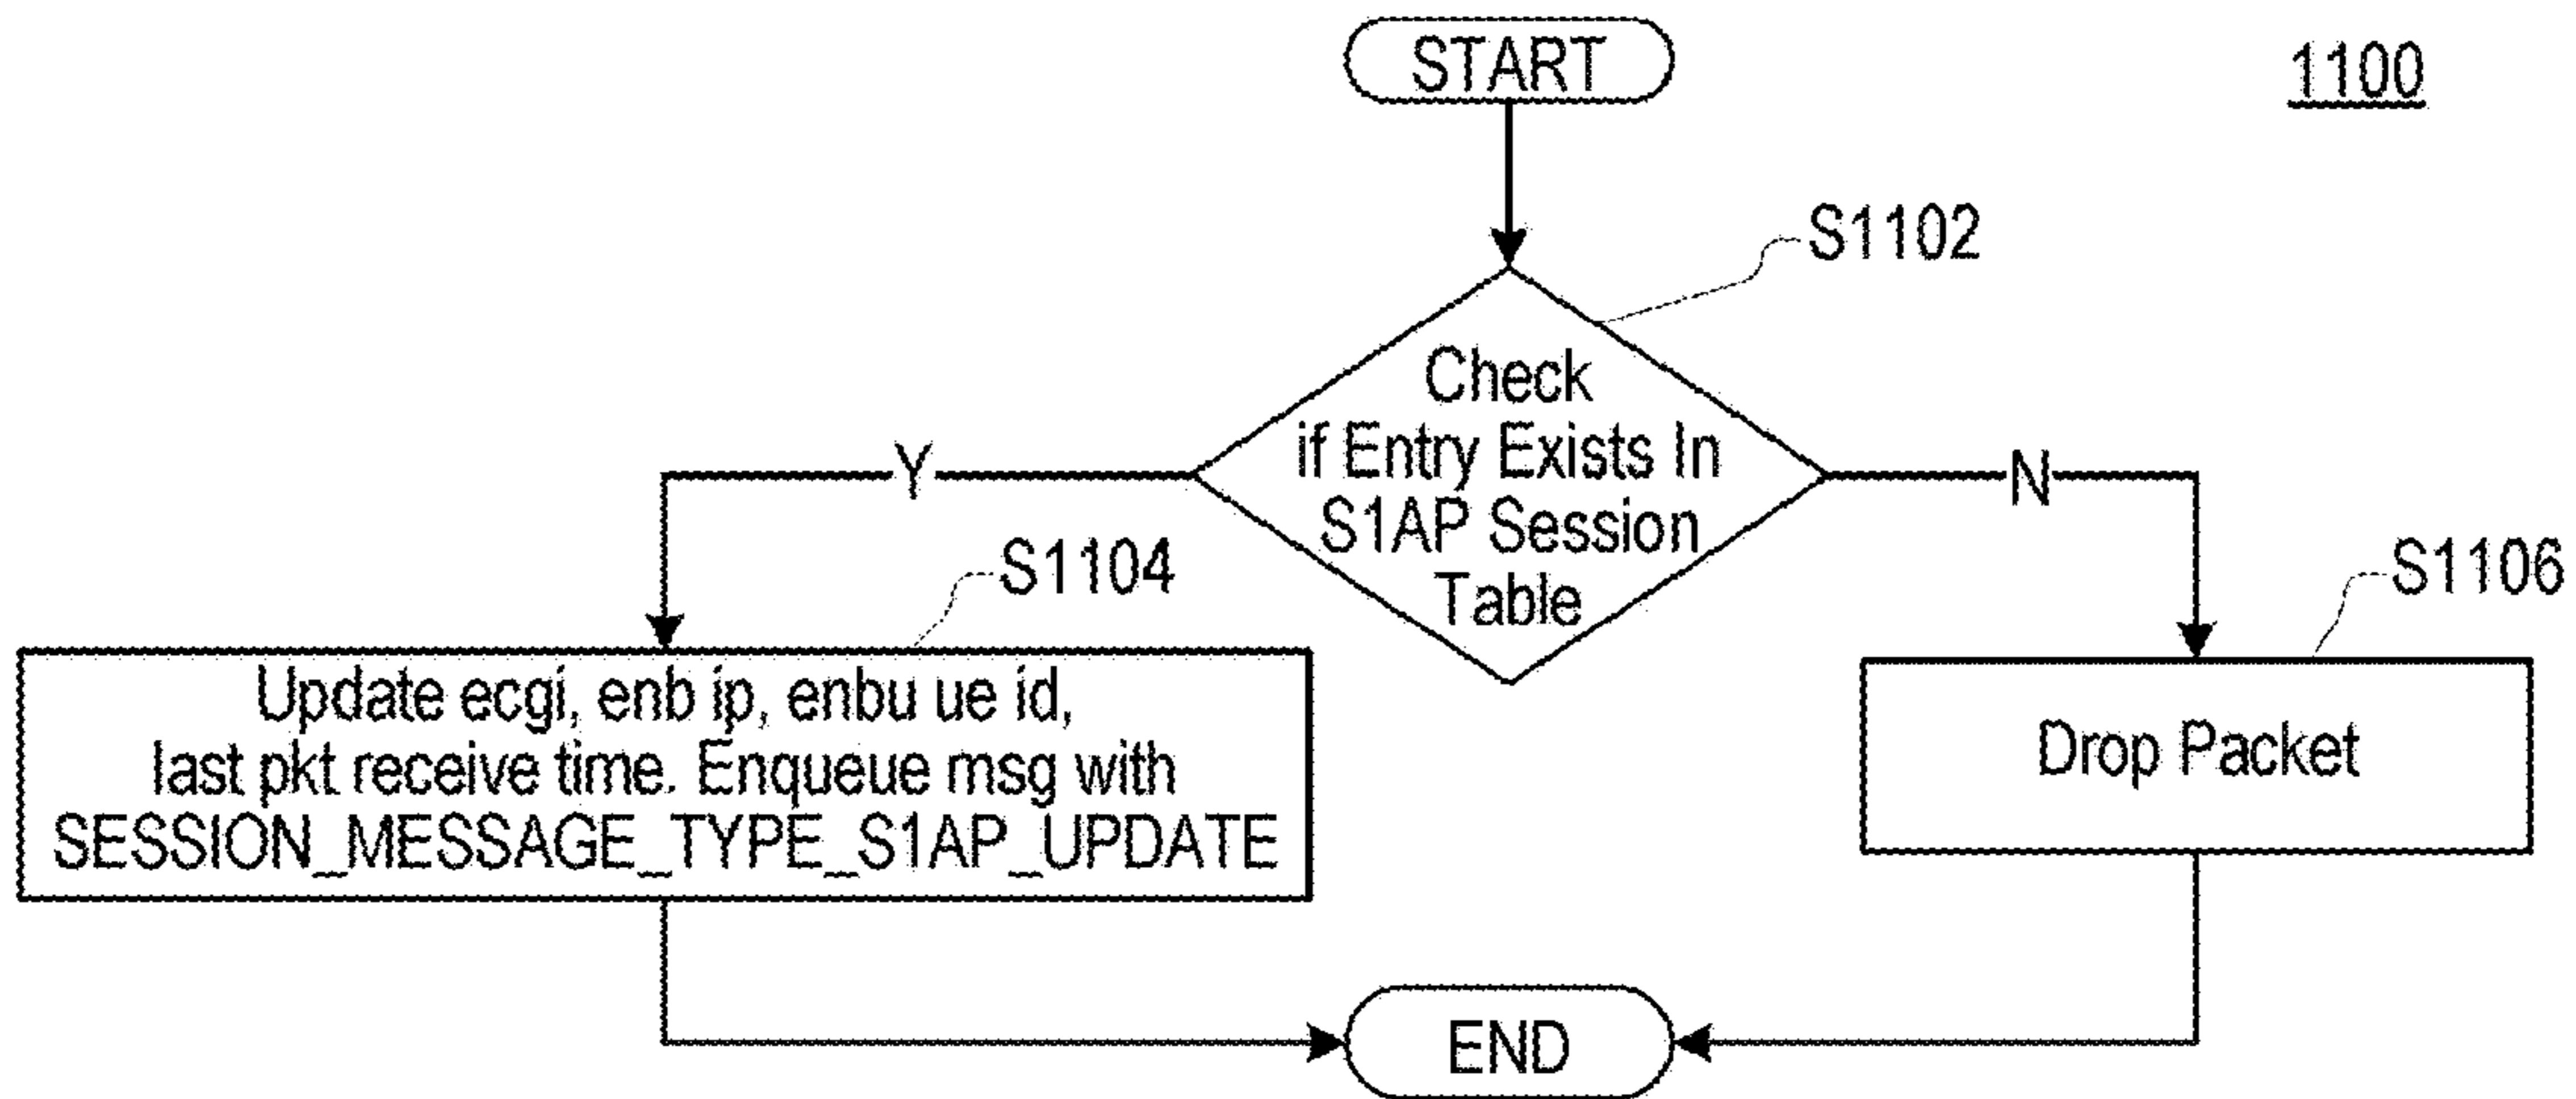 START
1100
S1102
Check
if Entry Exists In
S1AP Session
Table
Y
N
S1104
S1106
Update ecgi, enb ip, enbu ue id,
last pkt receive time. Enqueue msg with
SESSION_MESSAGE_TYPE_S1AP_UPDATE
Drop Packet
END